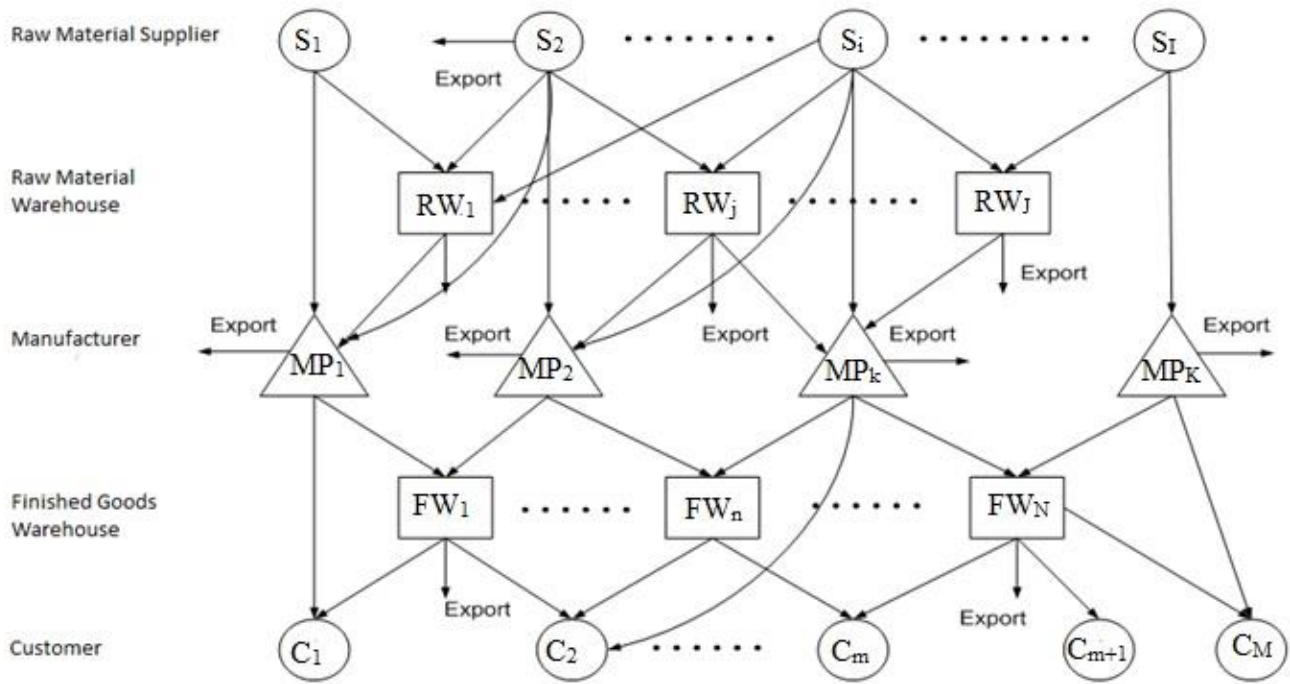 Raw Material Supplier
S1
S2
Si
SI
Export
Raw Material
Warehouse
RW.1
RWj
RWJ
Export
Export
Export
Export
Export
Export
Manufacturer
MP1
MP2
MPk
MPK
Finished Goods
Warehouse
FW1
FWn
FWN
Export
Export
Customer
C1
C2
Cm
Cm+1
CM